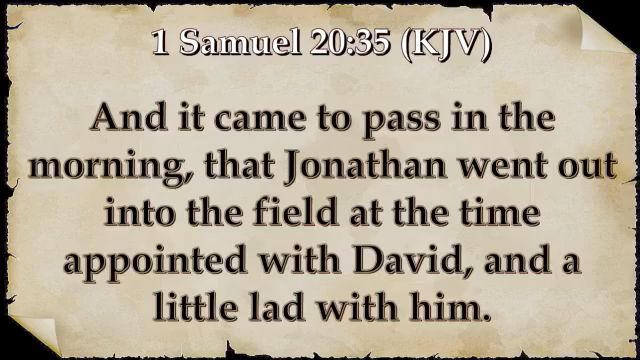 1 Samuel 20:35 (KJV)
And it came to pass in the
morning, that Jonathan went out
into the field at the time
appointed with David, and a
little lad with him.